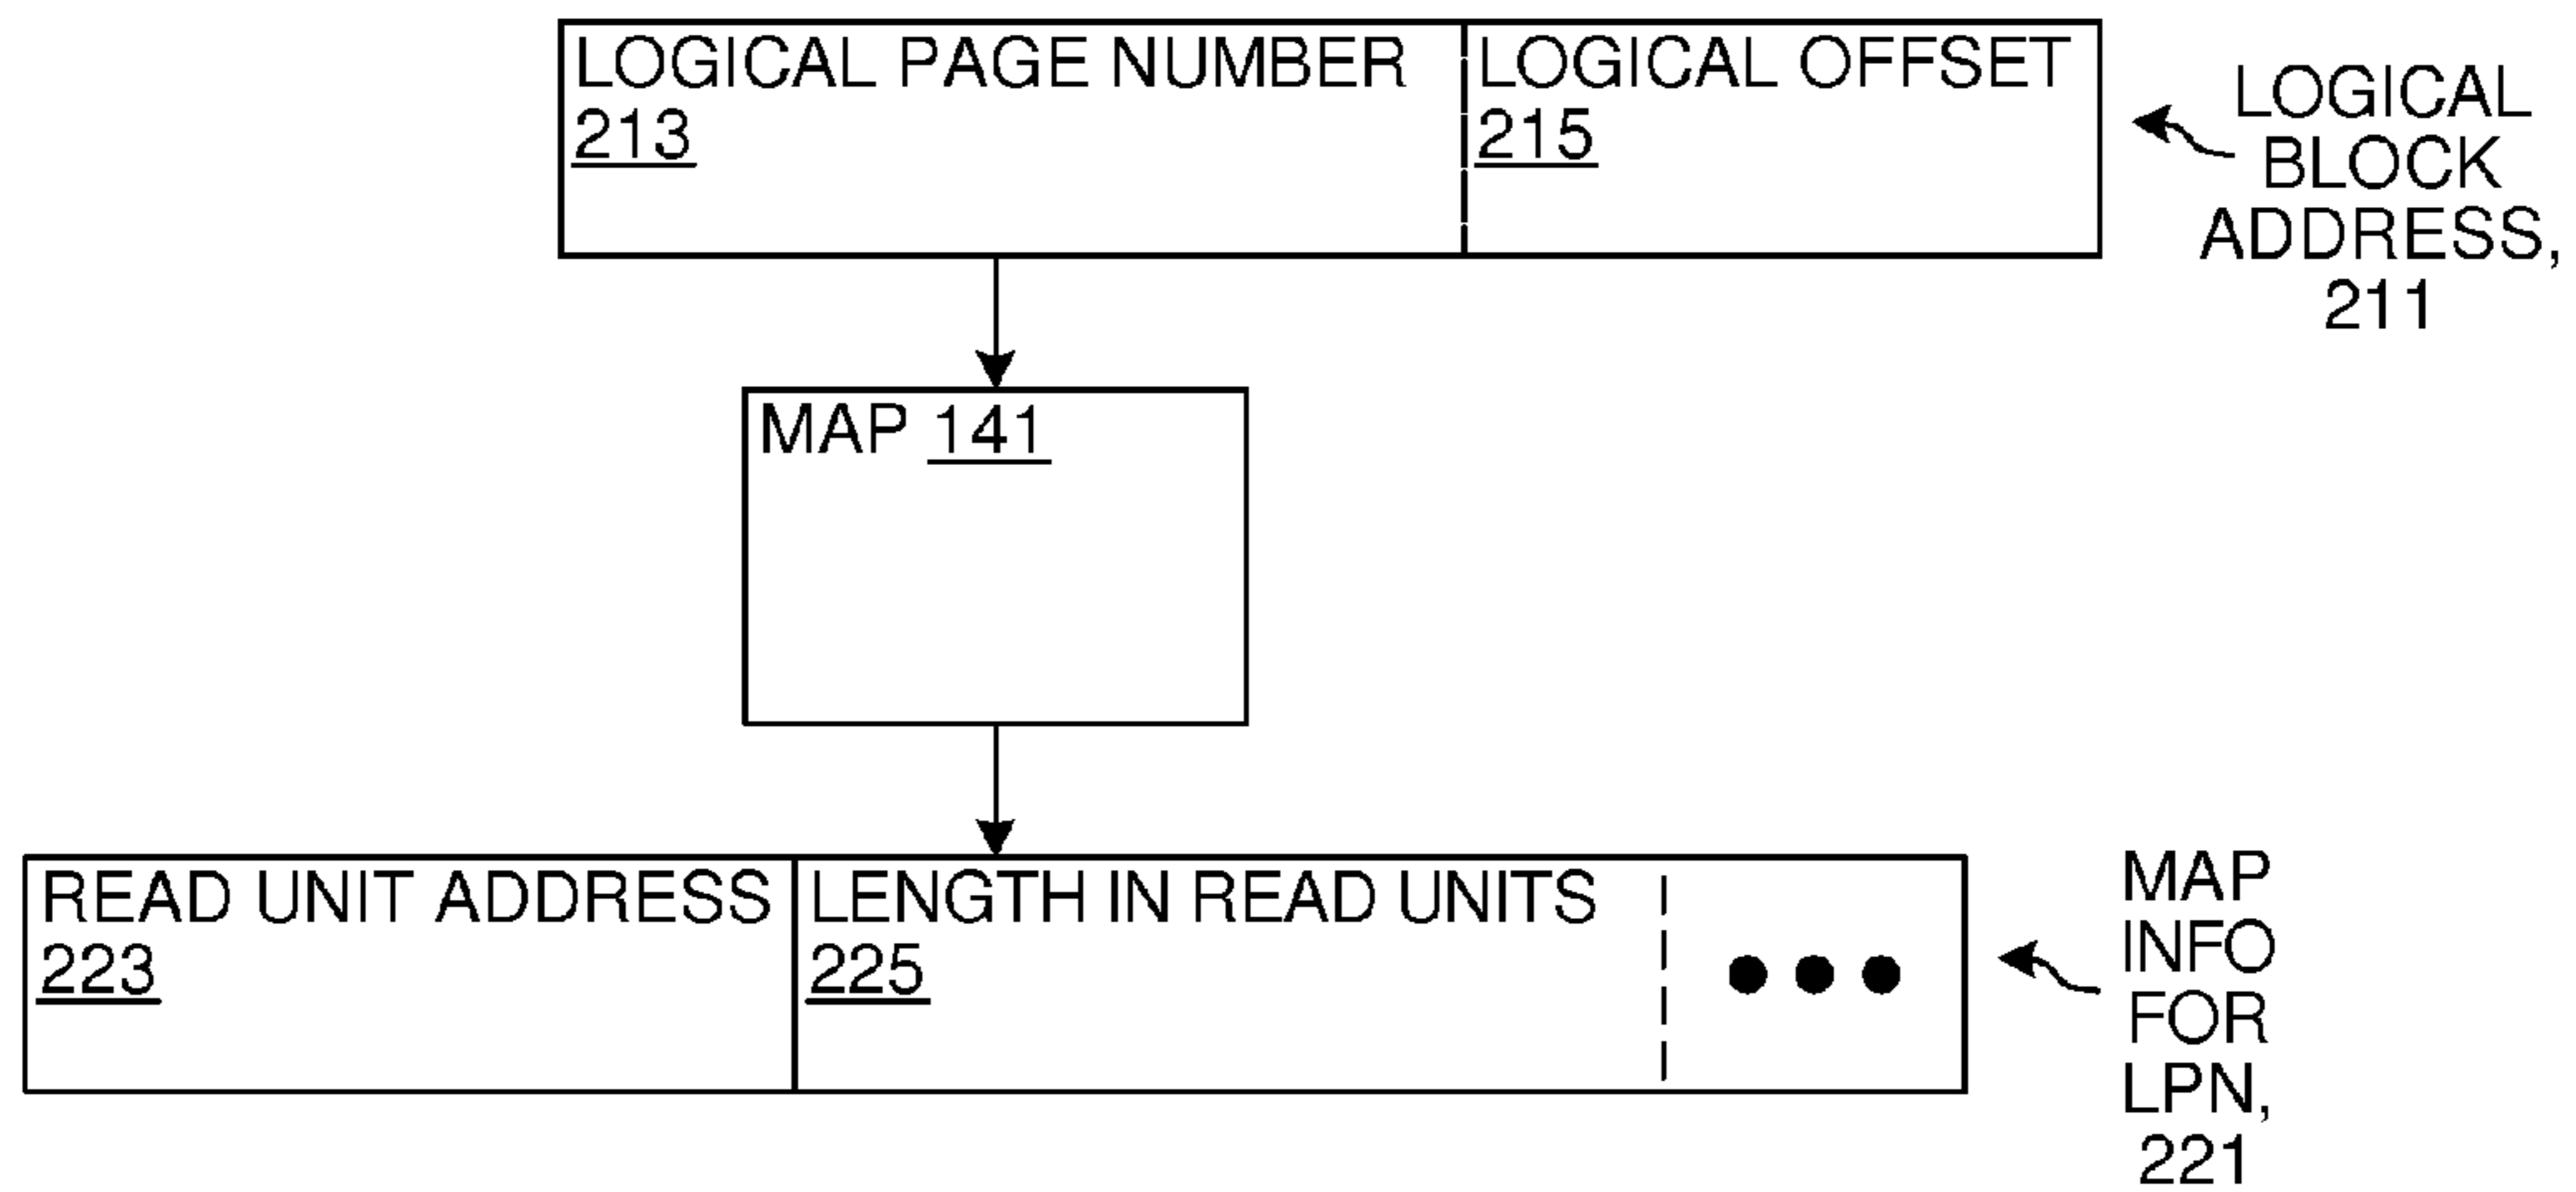 LOGICAL PAGE NUMBER
213
LOGICAL OFFSET
215
LOGICAL
BLOCK
ADDRESS,
211
MAP 141
READ UNIT ADDRESS
223
LENGTH IN READ UNITS
225
MAP
INFO
FOR
LPN,
221